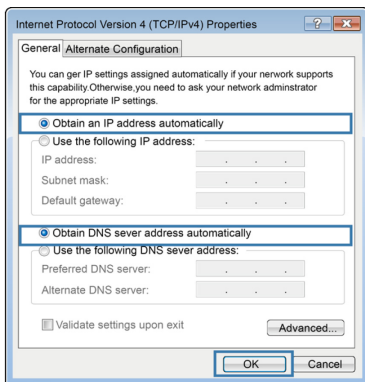 Internet Protocol Version 4 (TCP/IPv4) Properties
General Alternate Configuration
You can ger IP settings assigned automatically if your network supports
this capability.Otherwise,you need to ask your network adminstrator
for the appropriate IP settings.
Obtain an IP address automatically
Use the following IP address:
IP address:
Subnet mask:
Default gateway:
Obtain DNS sever address automatically
Use the following DNS sever address:
Preferred DNS server:
Alternate DNS server:
Validate settings upon exit
Advanced...
OK Cancel